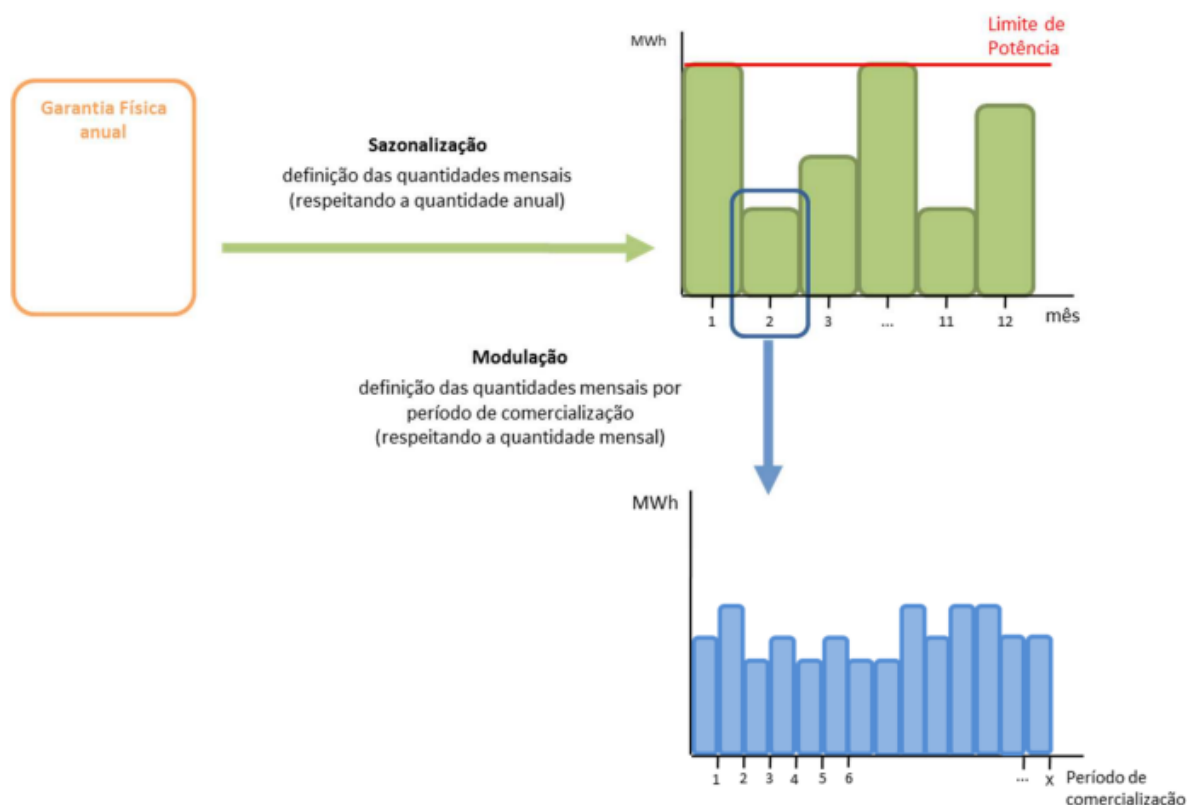 Garantia Física
anual
Sazonalização
definição das quantidades mensais
(respeitando a quantidade anual)
MWh
Limite de
Potência
1 2 3 ... 11 12 mês
Modulação
definição das quantidades mensais por
período de comercialização
(respeitando a quantidade mensal)
MWh
1 2 3 4 5 6 ... X Período de
comercialização